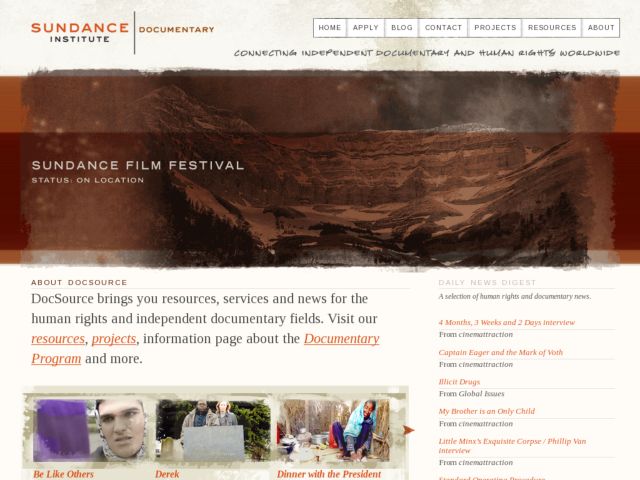 SUNDANCE
INSTITUTE
DOCUMENTARY
HOME APPLY BLOG CONTACT PROJECTS RESOURCES ABOUT
CONNECTING INDEPENDENT DOCUMENTARY AND HUMAN RIGHTS WORLDWIDE
SUNDANCE FILM FESTIVAL
STATUS: ON LOCATION
ABOUT DOCSOURCE
DocSource brings you resources, services and news for the
human rights and independent documentary fields. Visit our
resources, projects, information page about the Documentary
Program and more.
Be Like Others
Derek
Dinner with the President
DAILY NEWS DIGEST
A selection of human rights and documentary news.
4 Months, 3 Weeks and 2 Days interview
From cinemattraction
Captain Eager and the Mark of Voth
From cinemattraction
Illicit Drugs
From Global Issues
My Brother is an Only Child
From cinemattraction
Little Minx's Exquisite Corpse / Phillip Van
interview
From cinemattraction
Standard Operating Procedure